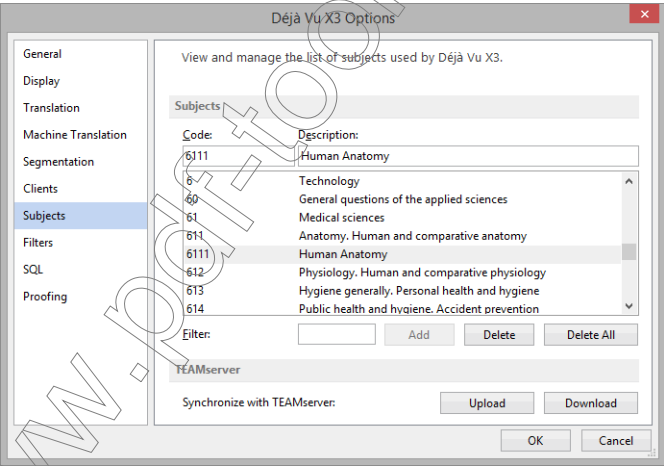 Déjà Vu X3 Options
General
Display
Translation
Machine Translation
Segmentation
Clients
Subjects
Filters
SQL
Proofing
View and manage the list of subjects used by Déjà Vu X3.
Subjects
Code: Description:
6111 Human Anatomy
6 Technology
60 General questions of the applied sciences
61 Medical sciences
611 Anatomy. Human and comparative anatomy
6111 Human Anatomy
612 Physiology. Human and comparative physiology
613 Hygiene generally. Personal health and hygiene
614 Public health and hygiene. Accident prevention
Filter: Add Delete Delete All
TEAMserver
Synchronize with TEAMserver: Upload Download
OK Cancel
www.pdf-too